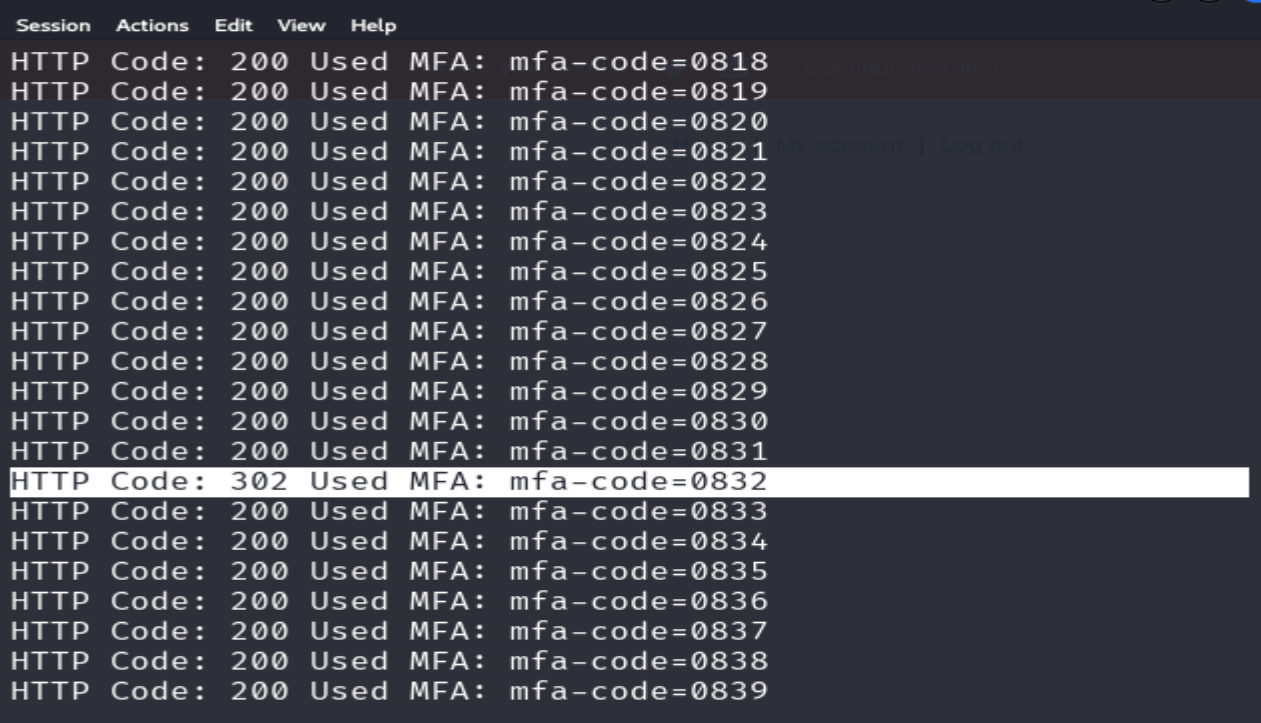 Session Actions Edit View Help
HTTP Code: 200 Used MFA: mfa-code=0818
Continue learning
HTTP Code: 200 Used MFA: mfa-code=0819
HTTP Code: 200 Used MFA: mfa-code=0820
HTTP Code: 200 Used MFA: mfa-code=0821
My account | Log out
HTTP Code: 200 Used MFA: mfa-code=0822
HTTP Code: 200 Used MFA: mfa-code=0823
HTTP Code: 200 Used MFA: mfa-code=0824
HTTP Code: 200 Used MFA: mfa-code=0825
HTTP Code: 200 Used MFA: mfa-code=0826
HTTP Code: 200 Used MFA: mfa-code=0827
HTTP Code: 200 Used MFA: mfa-code=0828
HTTP Code: 200 Used MFA: mfa-code=0829
HTTP Code: 200 Used MFA: mfa-code=0830
HTTP Code: 200 Used MFA: mfa-code=0831
HTTP Code: 302 Used MFA: mfa-code=0832
HTTP Code: 200 Used MFA: mfa-code=0833
HTTP Code: 200 Used MFA: mfa-code=0834
HTTP Code: 200 Used MFA: mfa-code=0835
HTTP Code: 200 Used MFA: mfa-code=0836
HTTP Code: 200 Used MFA: mfa-code=0837
HTTP Code: 200 Used MFA: mfa-code=0838
HTTP Code: 200 Used MFA: mfa-code=0839